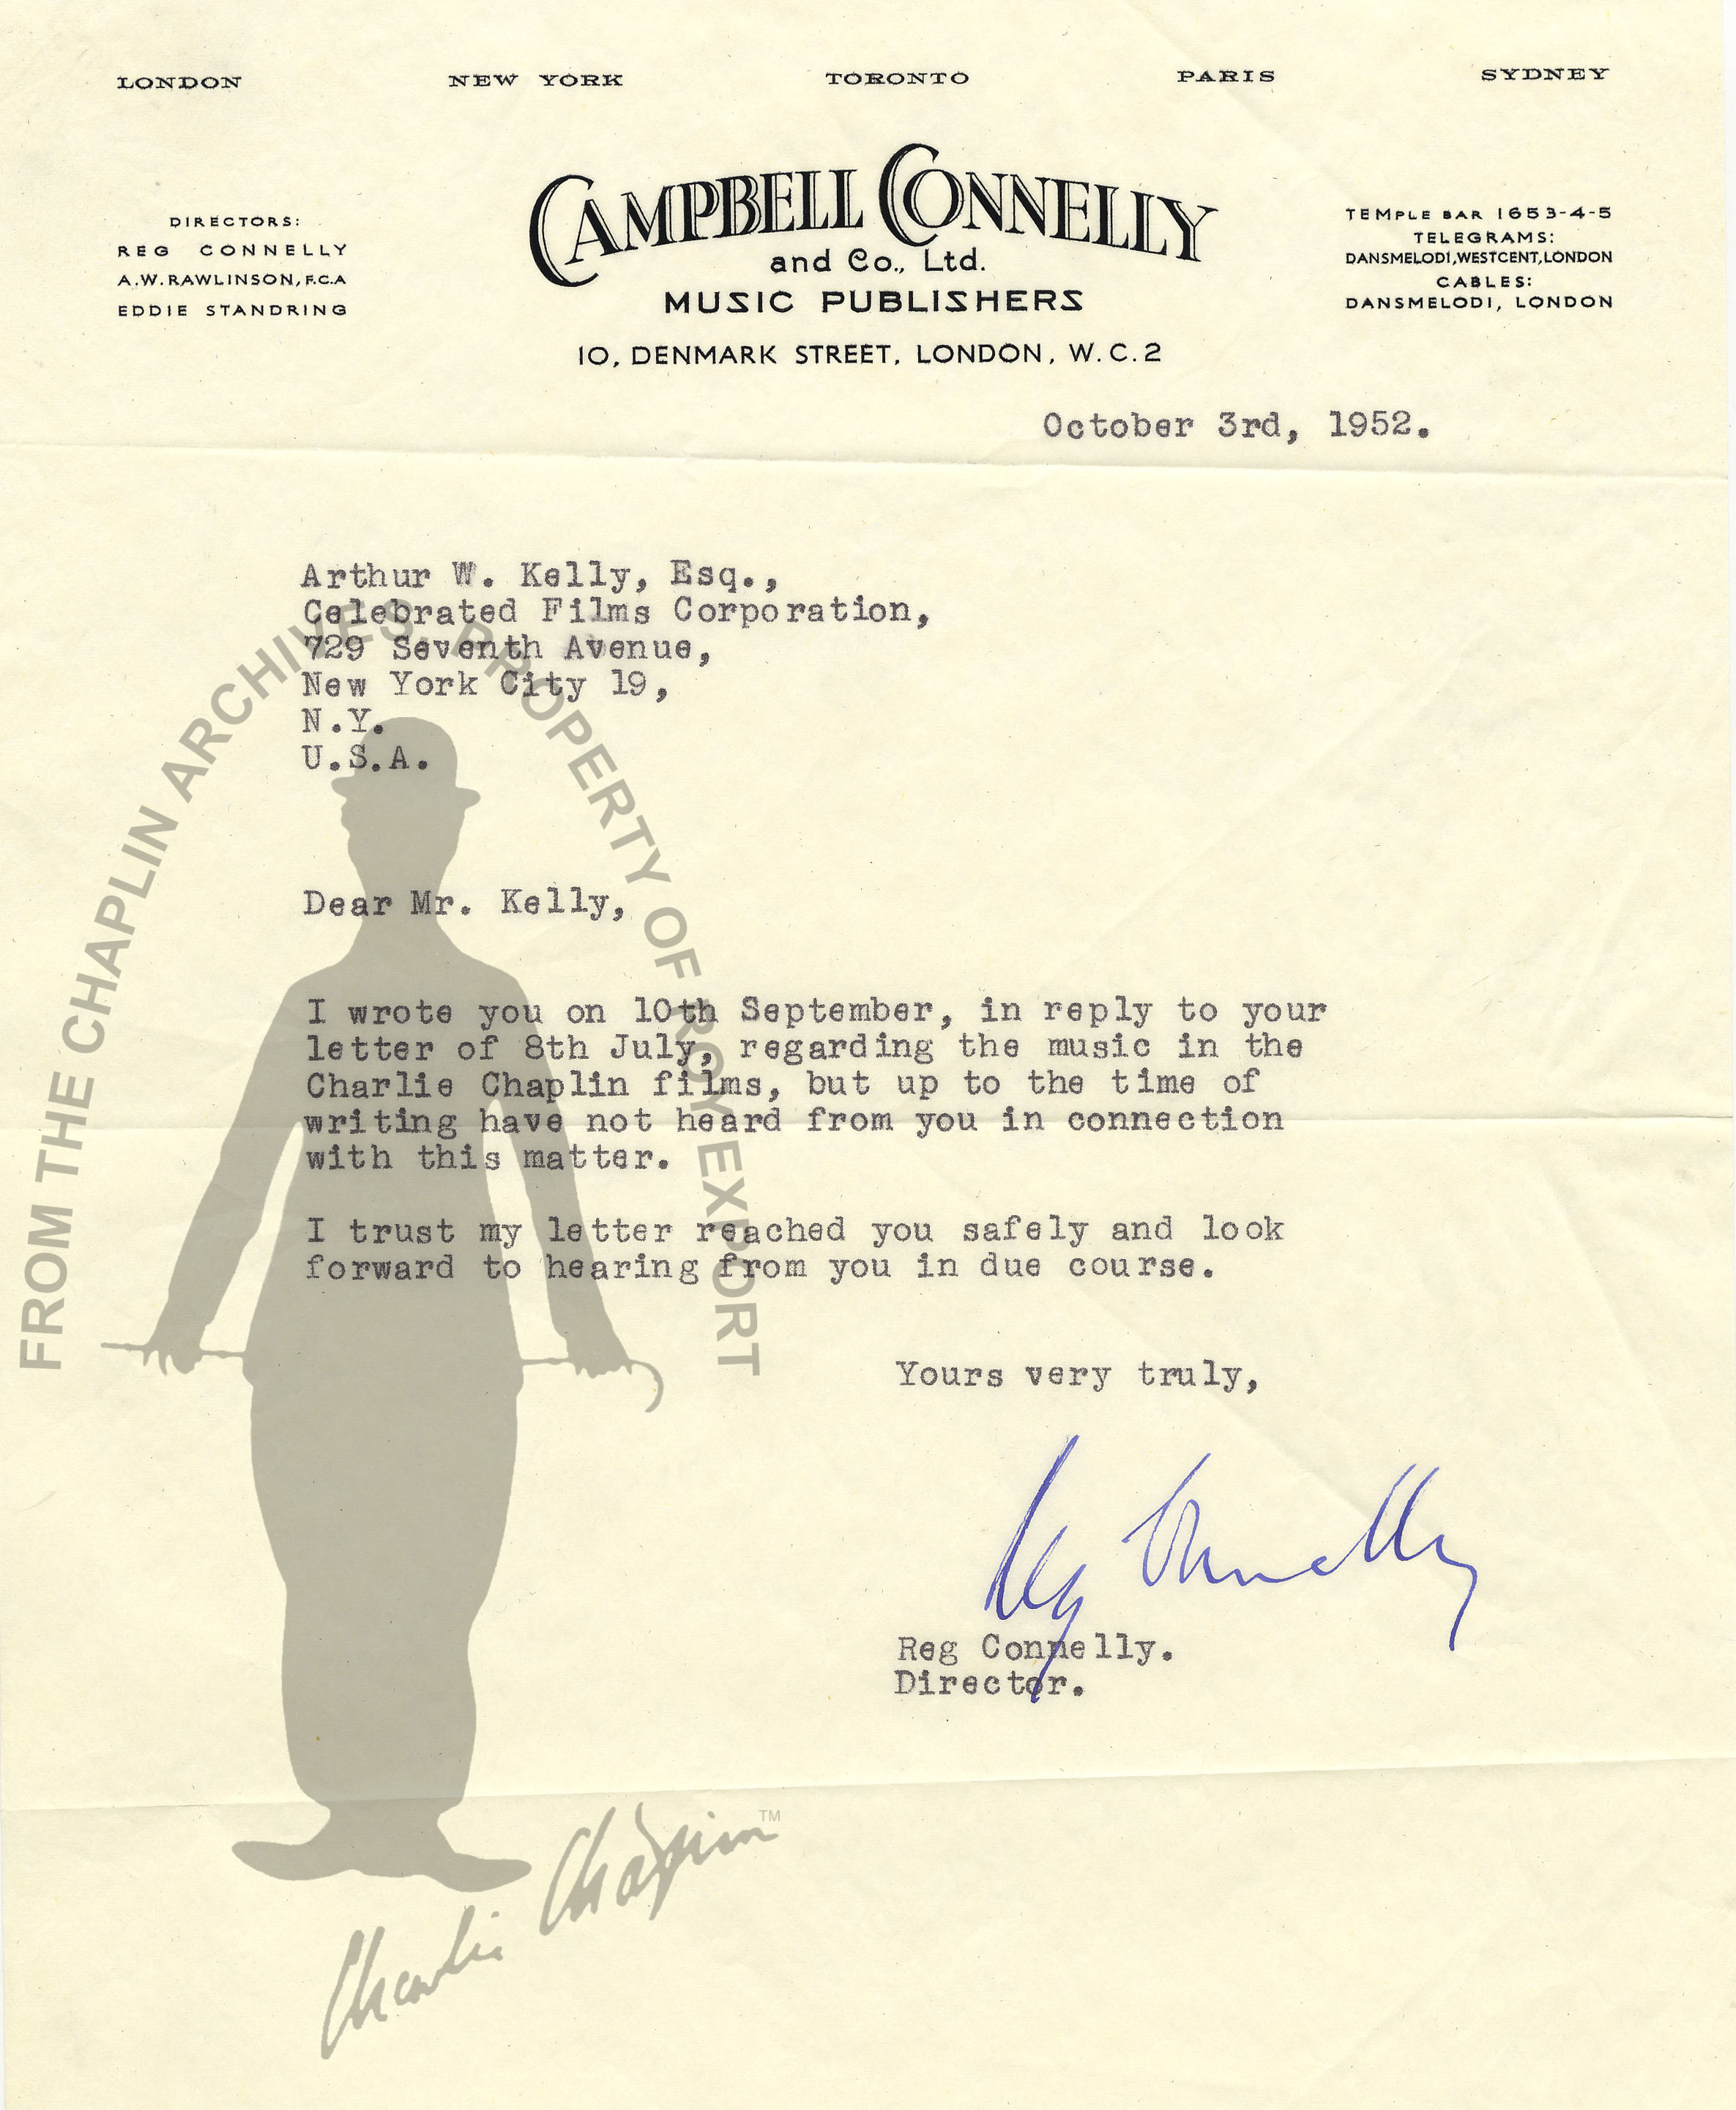 LONDON NEW YORK TORONTO PARIS SYDNEY
DIRECTORS:
REG CONNELLY
A.W.RAWLINSON, F.C.A
EDDIE STANDRING
CAMPBELL CONNELLY
and Co., Ltd.
MUSIC PUBLISHERS
10, DENMARK STREET, LONDON, W.C.2
TEMPLE BAR 1653-4-5
TELEGRAMS:
DANSMELODI,WESTCENT,LONDON
CABLES:
DANSMELODI, LONDON
October 3rd, 1952.
Arthur W. Kelly, Esq.,
Celebrated Films Corporation,
729 Seventh Avenue,
New York City 19,
N.Y.
U.S.A.
Dear Mr. Kelly,
I wrote you on 10th September, in reply to your
letter of 8th July, regarding the music in the
Charlie Chaplin films, but up to the time of
writing have not heard from you in connection
with this matter.
I trust my letter reached you safely and look
forward to hearing from you in due course.
Yours very truly,
Reg Connelly
Reg Connelly.
Director.
FROM THE CHAPLIN ARCHIVES, PROPERTY OF ROY EXPORT
Charlie Chaplin TM